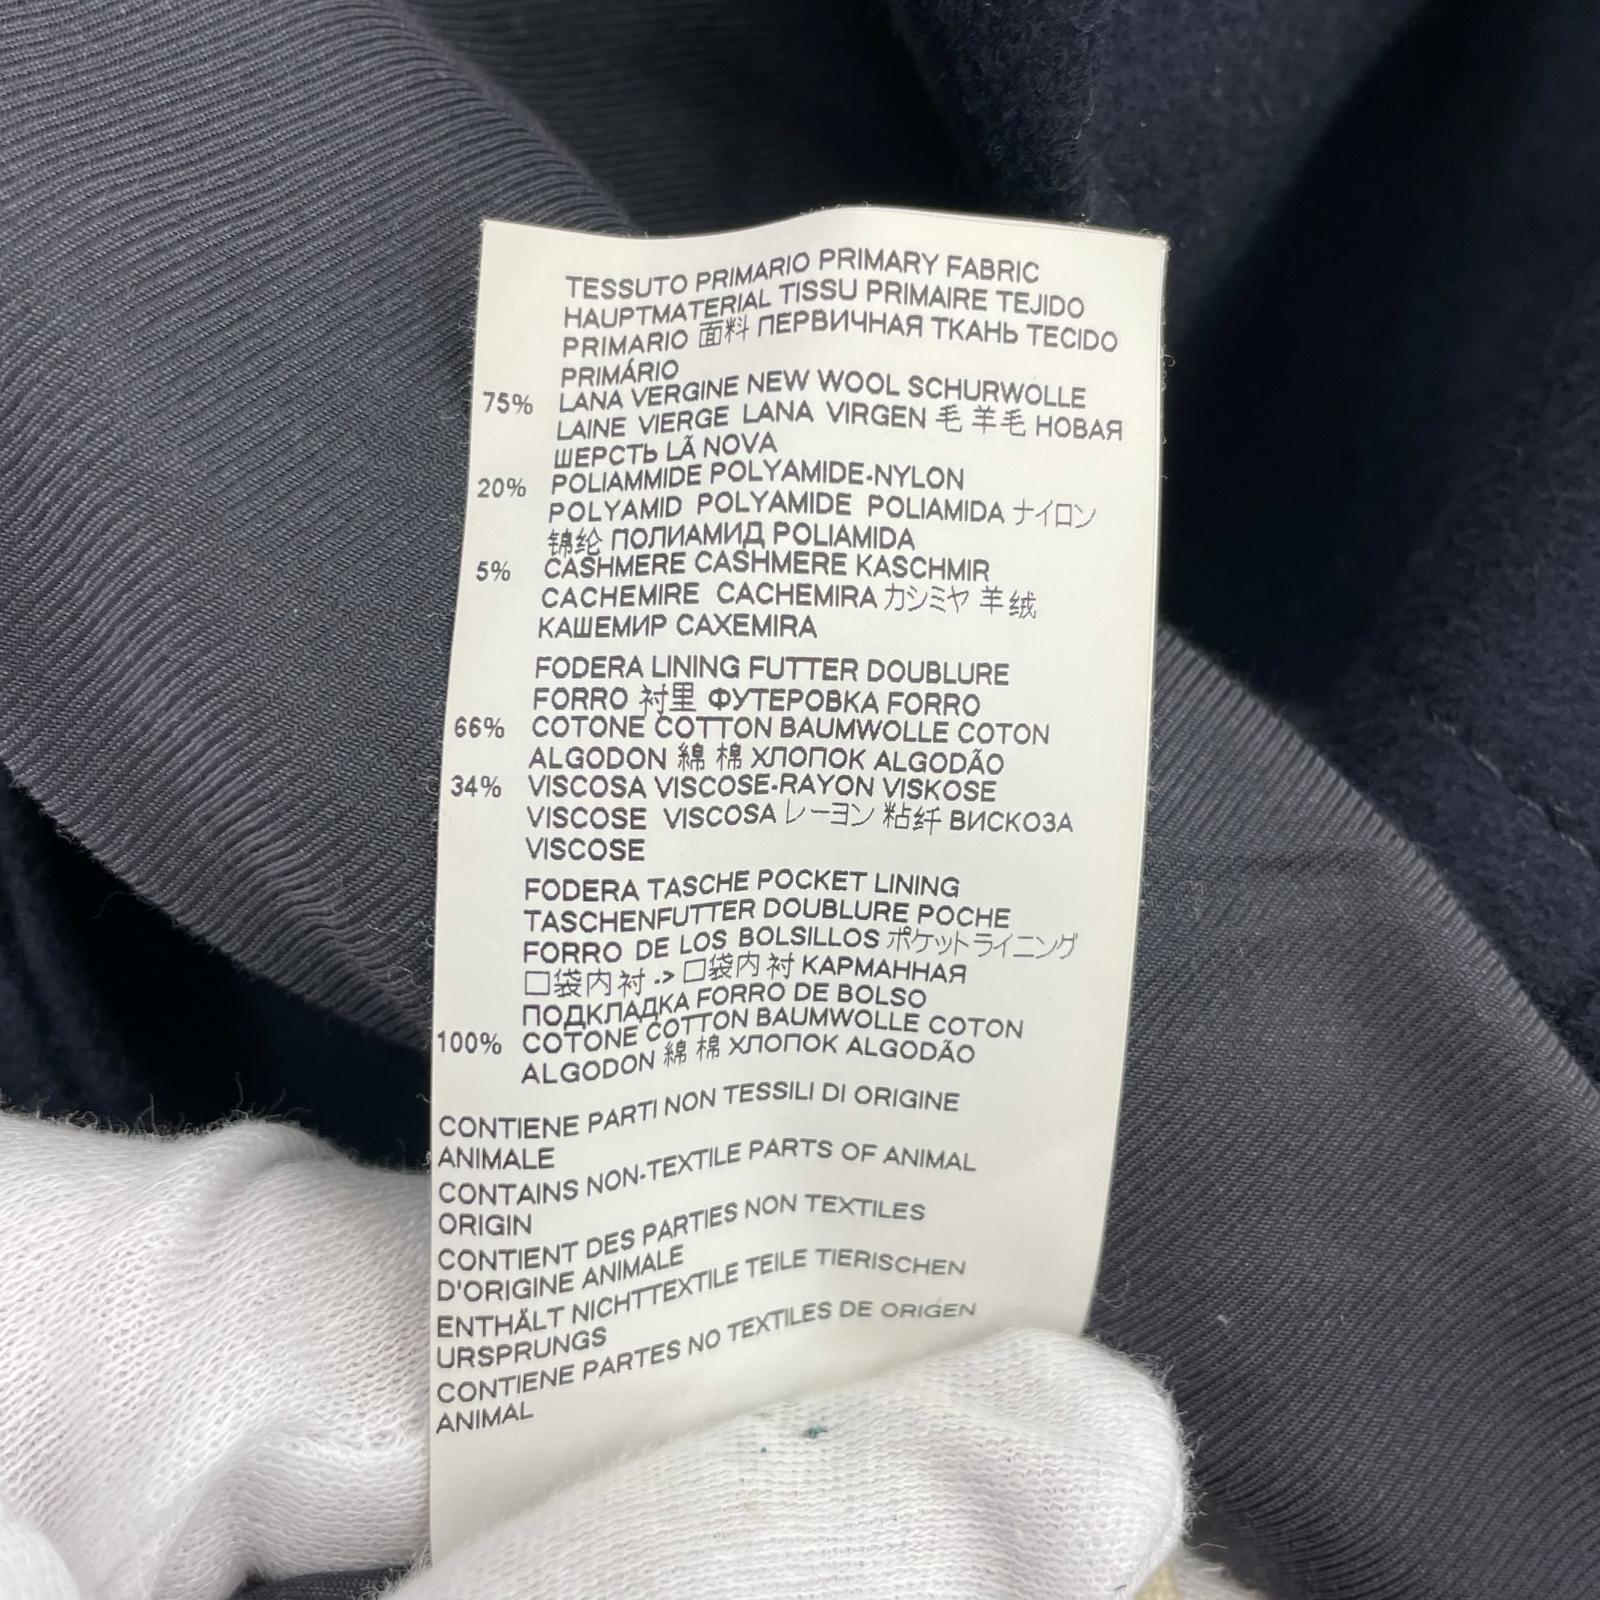 TESSUTO PRIMARIO PRIMARY FABRIC
HAUPTMATERIAL TISSU PRIMAIRE TEJIDO
PRIMARIO 面料 ПЕРВИЧНАЯ ТКАНЬ TECIDO
PRIMÁRIO
75% LANA VERGINE NEW WOOL SCHURWOLLE
LAINE VIERGE LANA VIRGEN 毛 羊毛 НОВАЯ
ШЕРСТЬ LÃ NOVA
20% POLIAMMIDE POLYAMIDE-NYLON
POLYAMID POLYAMIDE POLIAMIDA ナイロン
锦纶 ПОЛИАМИД POLIAMIDA
5% CASHMERE CASHMERE KASCHMIR
CACHEMIRE CACHEMIRA カシミヤ 羊绒
КАШЕМИР CAXEMIRA
FODERA LINING FUTTER DOUBLURE
FORRO 衬里 ФУТЕРОВКА FORRO
66% COTONE COTTON BAUMWOLLE COTON
ALGODON 綿 棉 ХЛОПОК ALGODÃO
34% VISCOSA VISCOSE-RAYON VISKOSE
VISCOSE VISCOSA レーヨン 粘纤 ВИСКОЗА
VISCOSE
FODERA TASCHE POCKET LINING
TASCHENFUTTER DOUBLURE POCHE
FORRO DE LOS BOLSILLOS ポケットライニング
口袋内衬 -> 口袋内衬 КАРМАННАЯ
ПОДКЛАДКА FORRO DE BOLSO
100% COTONE COTTON BAUMWOLLE COTON
ALGODON 綿 棉 ХЛОПОК ALGODÃO
CONTIENE PARTI NON TESSILI DI ORIGINE
ANIMALE
CONTAINS NON-TEXTILE PARTS OF ANIMAL
ORIGIN
CONTIENT DES PARTIES NON TEXTILES
D'ORIGINE ANIMALE
ENTHÄLT NICHTTEXTILE TEILE TIERISCHEN
URSPRUNGS
CONTIENE PARTES NO TEXTILES DE ORIGEN
ANIMAL